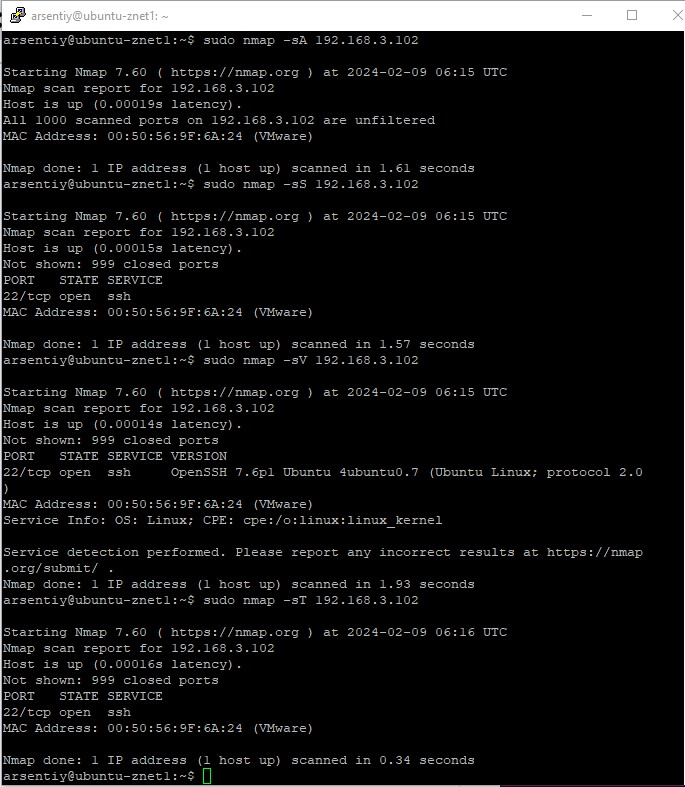 arsentiy@ubuntu-znet1: ~
arsentiy@ubuntu-znet1:~$ sudo nmap -sA 192.168.3.102
Starting Nmap 7.60 ( https://nmap.org ) at 2024-02-09 06:15 UTC
Nmap scan report for 192.168.3.102
Host is up (0.00019s latency).
All 1000 scanned ports on 192.168.3.102 are unfiltered
MAC Address: 00:50:56:9F:6A:24 (VMware)
Nmap done: 1 IP address (1 host up) scanned in 1.61 seconds
arsentiy@ubuntu-znet1:~$ sudo nmap -sS 192.168.3.102
Starting Nmap 7.60 ( https://nmap.org ) at 2024-02-09 06:15 UTC
Nmap scan report for 192.168.3.102
Host is up (0.00015s latency).
Not shown: 999 closed ports
PORT   STATE SERVICE
22/tcp open  ssh
MAC Address: 00:50:56:9F:6A:24 (VMware)
Nmap done: 1 IP address (1 host up) scanned in 1.57 seconds
arsentiy@ubuntu-znet1:~$ sudo nmap -sV 192.168.3.102
Starting Nmap 7.60 ( https://nmap.org ) at 2024-02-09 06:15 UTC
Nmap scan report for 192.168.3.102
Host is up (0.00014s latency).
Not shown: 999 closed ports
PORT   STATE SERVICE VERSION
22/tcp open  ssh     OpenSSH 7.6p1 Ubuntu 4ubuntu0.7 (Ubuntu Linux; protocol 2.0
)
MAC Address: 00:50:56:9F:6A:24 (VMware)
Service Info: OS: Linux; CPE: cpe:/o:linux:linux_kernel
Service detection performed. Please report any incorrect results at https://nmap
.org/submit/ .
Nmap done: 1 IP address (1 host up) scanned in 1.93 seconds
arsentiy@ubuntu-znet1:~$ sudo nmap -sT 192.168.3.102
Starting Nmap 7.60 ( https://nmap.org ) at 2024-02-09 06:16 UTC
Nmap scan report for 192.168.3.102
Host is up (0.00016s latency).
Not shown: 999 closed ports
PORT   STATE SERVICE
22/tcp open  ssh
MAC Address: 00:50:56:9F:6A:24 (VMware)
Nmap done: 1 IP address (1 host up) scanned in 0.34 seconds
arsentiy@ubuntu-znet1:~$